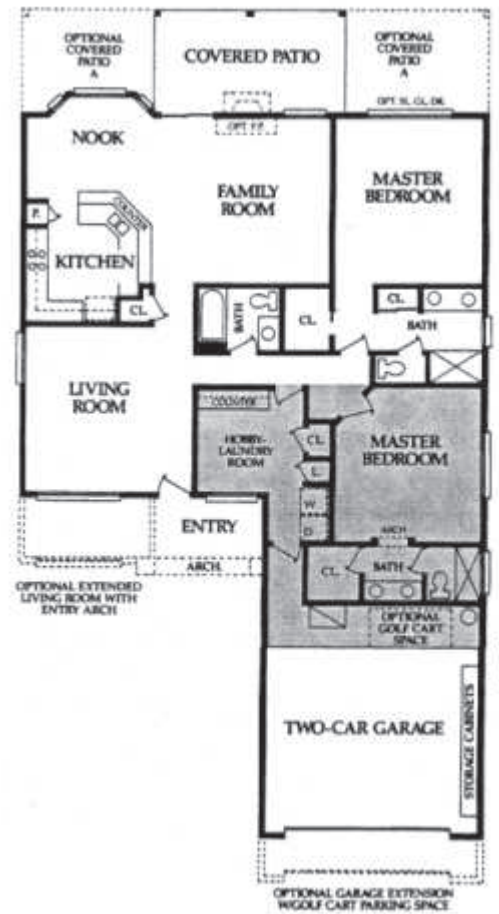 OPTIONAL
COVERED
PATIO
A
COVERED PATIO
OPTIONAL
COVERED
PATIO
A
OPT. SL. GL. DR.
OPT F.P.
NOOK
FAMILY
ROOM
MASTER
BEDROOM
P.
COUNTER
KITCHEN
CL.
BATH
CL.
CL.
BATH
LIVING
ROOM
COUNTER
HOBBY-
LAUNDRY
ROOM
CL.
L.
MASTER
BEDROOM
W.
D.
ENTRY
ARCH
ARCH
CL.
BATH
OPTIONAL EXTENDED
LIVING ROOM WITH
ENTRY ARCH
OPTIONAL
GOLF CART
SPACE
TWO-CAR GARAGE
STORAGE CABINETS
OPTIONAL GARAGE EXTENSION
W/GOLF CART PARKING SPACE